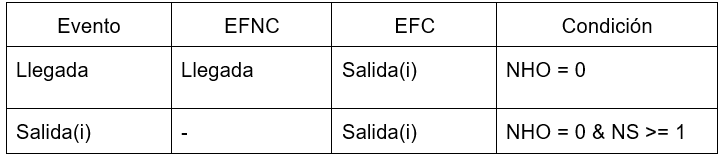 Evento EFNC EFC Condición
Llegada Llegada Salida(i) NHO = 0
Salida(i) - Salida(i) NHO = 0 & NS >= 1